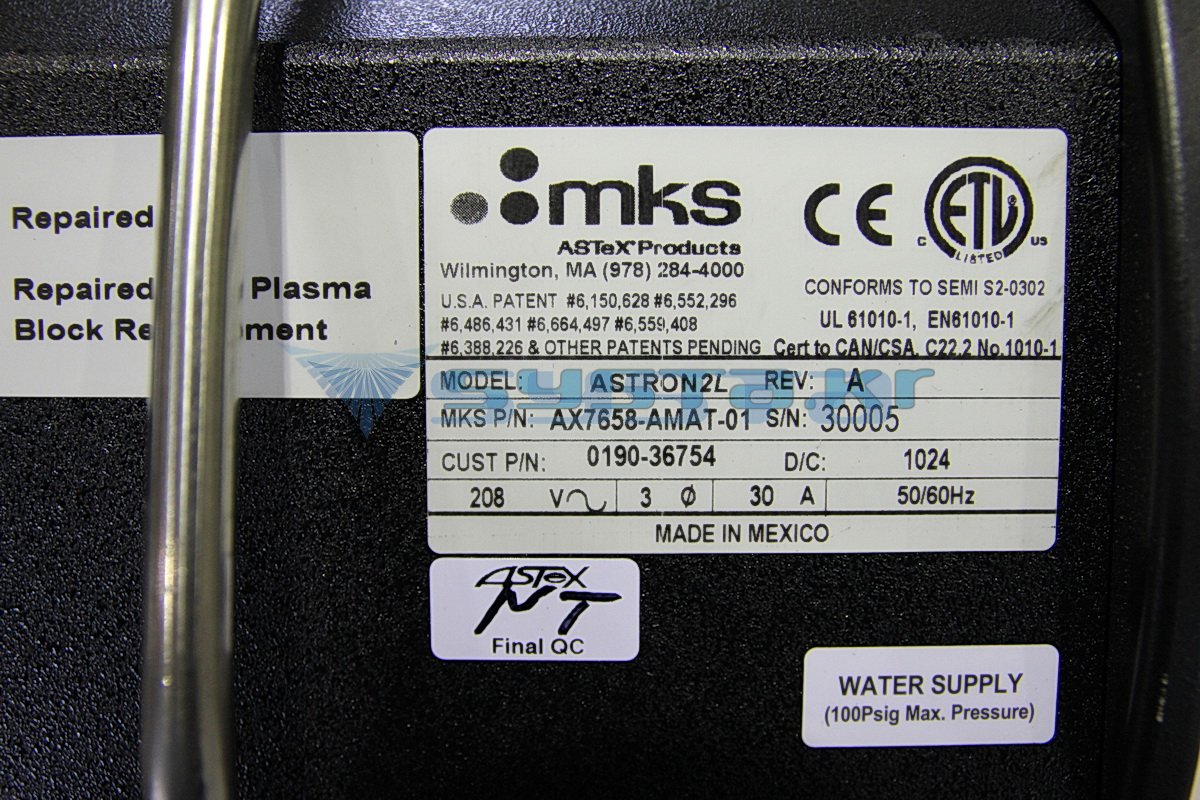 Repaired
Repaired Plasma
Block ment
mks
ASTeX® Products
Wilmington, MA (978) 284-4000
U.S.A. PATENT #6,150,628 #6,552,296
#6,486,431 #6,664,497 #6,559,408
#6,388,226 & OTHER PATENTS PENDING
CE
ETL®
C US
LISTED
CONFORMS TO SEMI S2-0302
UL 61010-1, EN61010-1
Cert to CAN/CSA. C22.2 No.1010-1
MODEL: ASTRON2L REV: A
MKS P/N: AX7658-AMAT-01 S/N: 30005
CUST P/N: 0190-36754 D/C: 1024
208 V 3 Ø 30 A 50/60Hz
MADE IN MEXICO
systa.kr
ASTeX
NT
Final QC
WATER SUPPLY
(100Psig Max. Pressure)